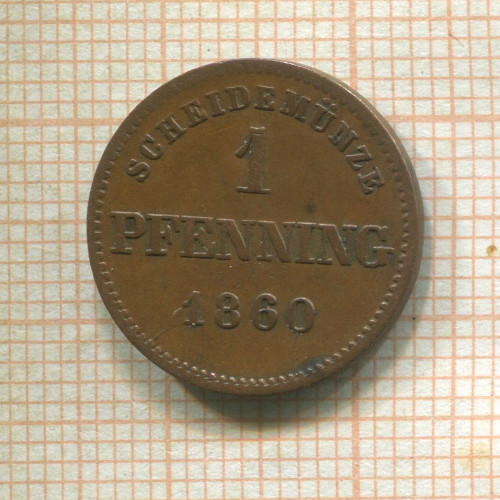 SCHEIDEMÜNZE
1
PFENNING
1860